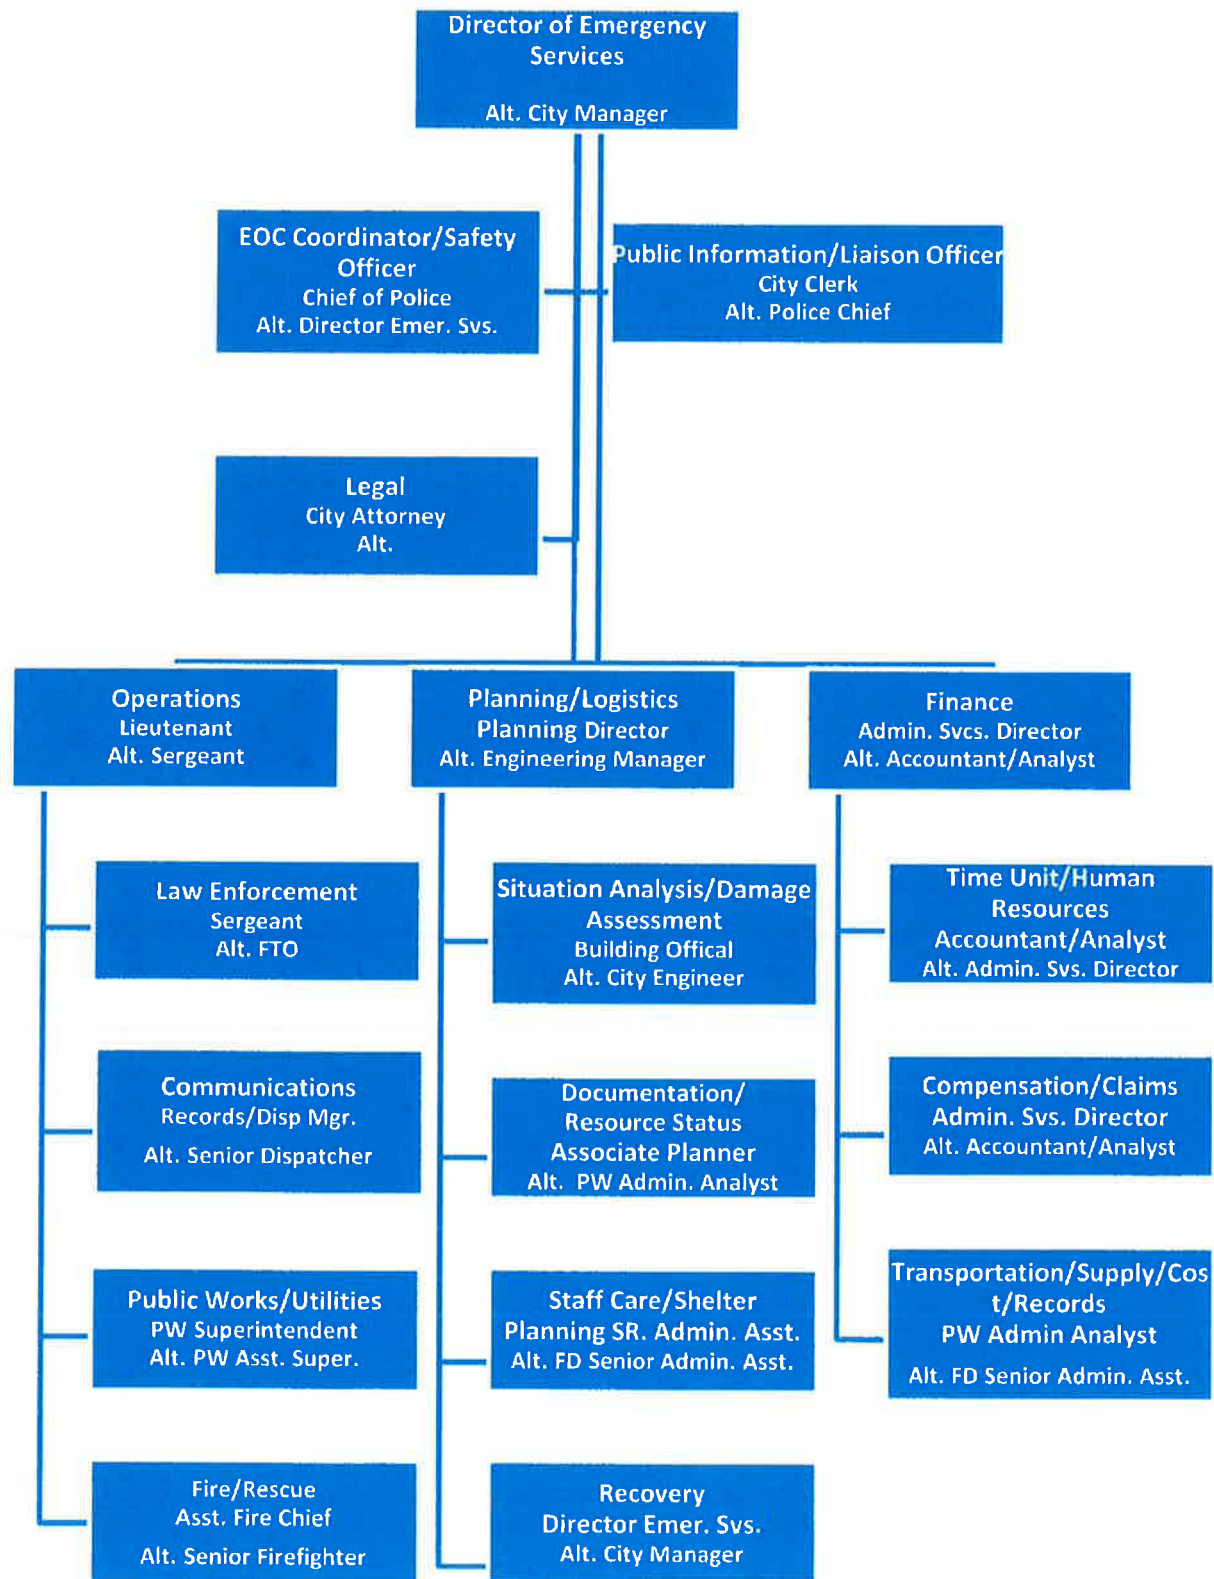 Director of Emergency
Services
Alt. City Manager
EOC Coordinator/Safety
Officer
Chief of Police
Alt. Director Emer. Svs.
Public Information/Liaison Officer
City Clerk
Alt. Police Chief
Legal
City Attorney
Alt.
Operations
Lieutenant
Alt. Sergeant
Planning/Logistics
Planning Director
Alt. Engineering Manager
Finance
Admin. Svcs. Director
Alt. Accountant/Analyst
Law Enforcement
Sergeant
Alt. FTO
Situation Analysis/Damage
Assessment
Building Offical
Alt. City Engineer
Time Unit/Human
Resources
Accountant/Analyst
Alt. Admin. Svs. Director
Communications
Records/Disp Mgr.
Alt. Senior Dispatcher
Documentation/
Resource Status
Associate Planner
Alt. PW Admin. Analyst
Compensation/Claims
Admin. Svs. Director
Alt. Accountant/Analyst
Public Works/Utilities
PW Superintendent
Alt. PW Asst. Super.
Staff Care/Shelter
Planning SR. Admin. Asst.
Alt. FD Senior Admin. Asst.
Transportation/Supply/Cos
t/Records
PW Admin Analyst
Alt. FD Senior Admin. Asst.
Fire/Rescue
Asst. Fire Chief
Alt. Senior Firefighter
Recovery
Director Emer. Svs.
Alt. City Manager